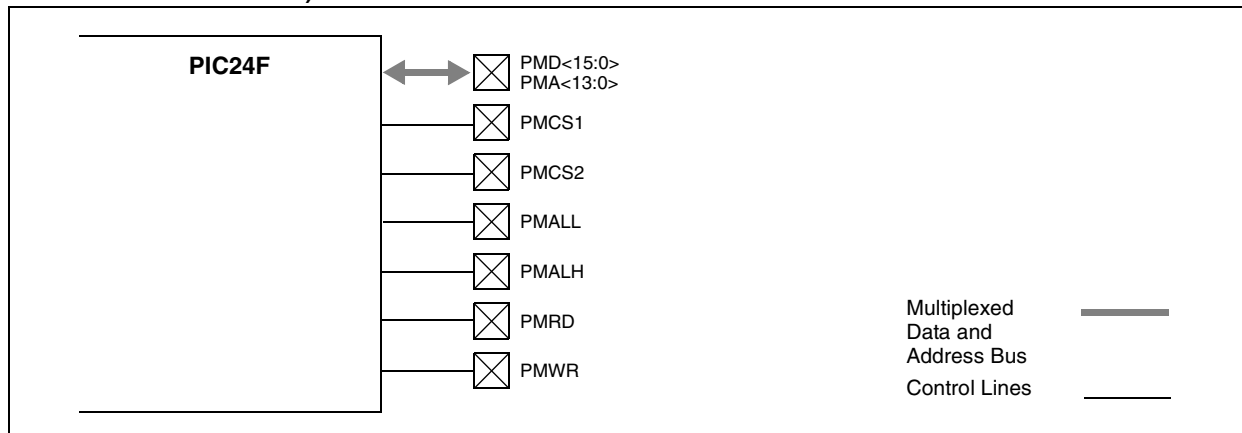 PIC24F
PMD<15:0>
PMA<13:0>
PMCS1
PMCS2
PMALL
PMALH
PMRD
PMWR
Multiplexed
Data and
Address Bus
Control Lines